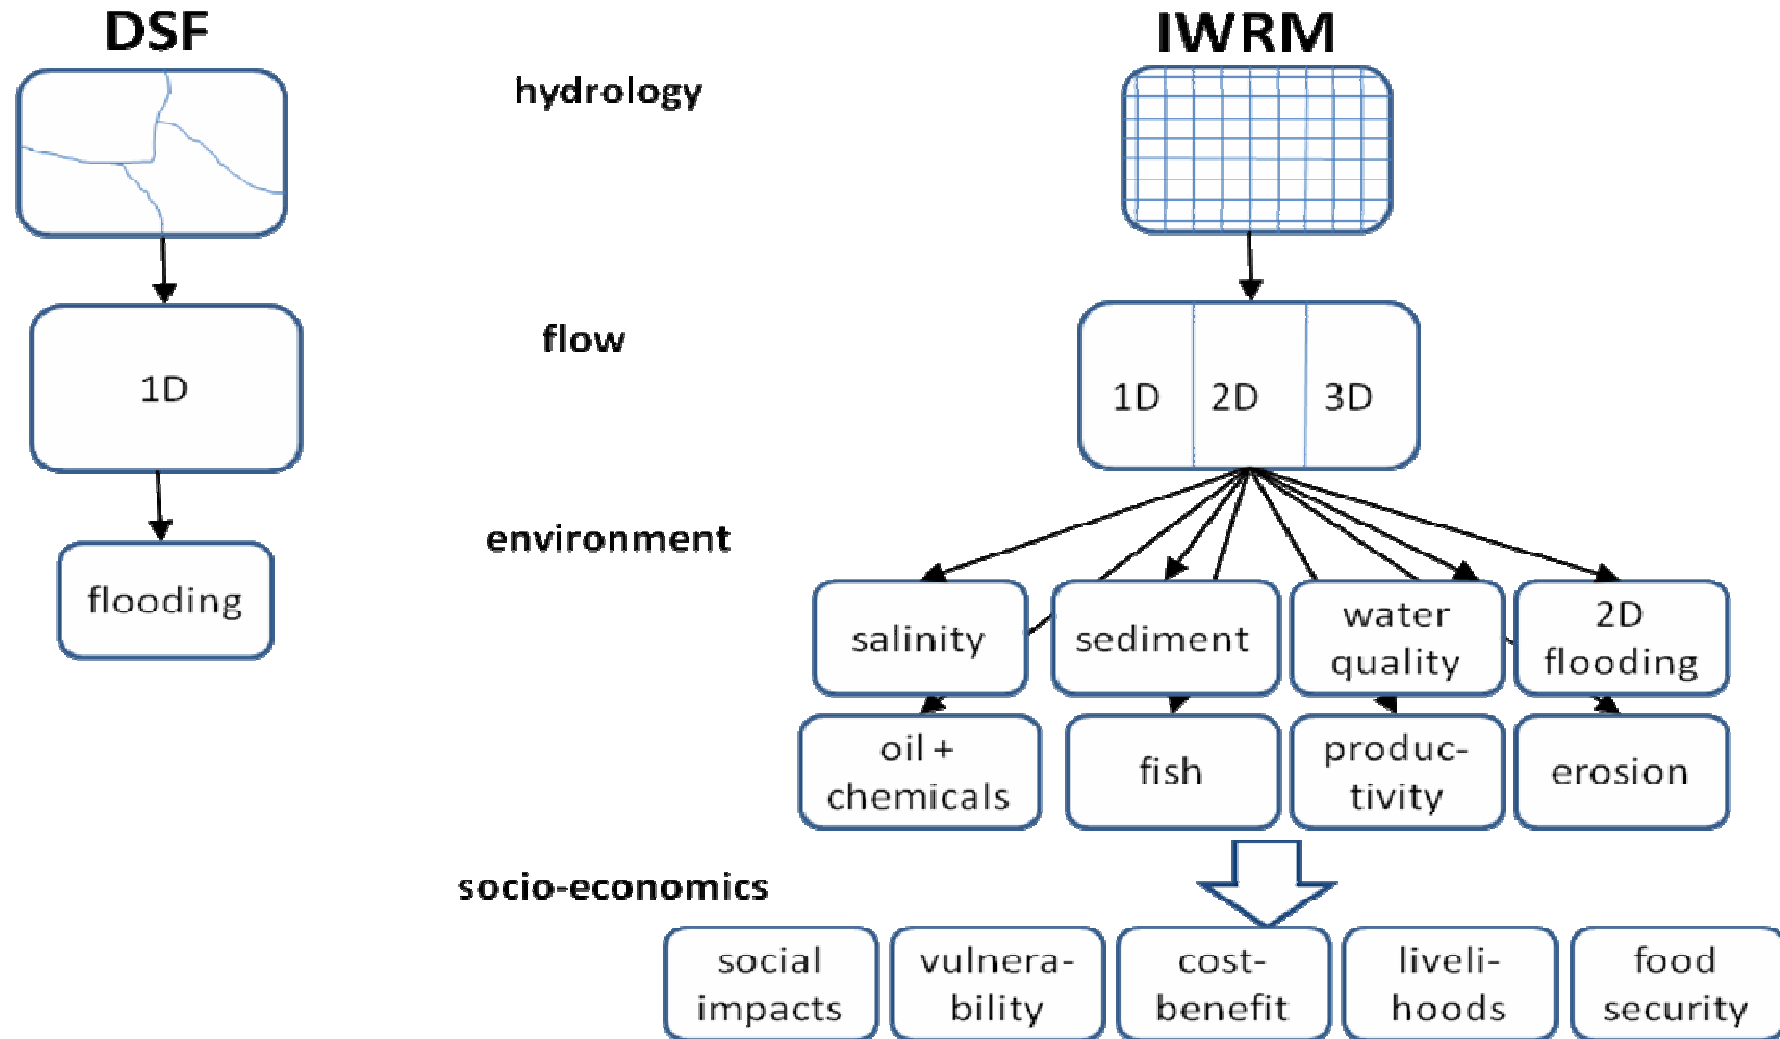 DSF
IWRM
hydrology
flow
1D
1D 2D 3D
environment
flooding
salinity
sediment
water
quality
2D
flooding
oil +
chemicals
fish
produc-
tivity
erosion
socio-economics
social
impacts
vulnera-
bility
cost-
benefit
liveli-
hoods
food
security